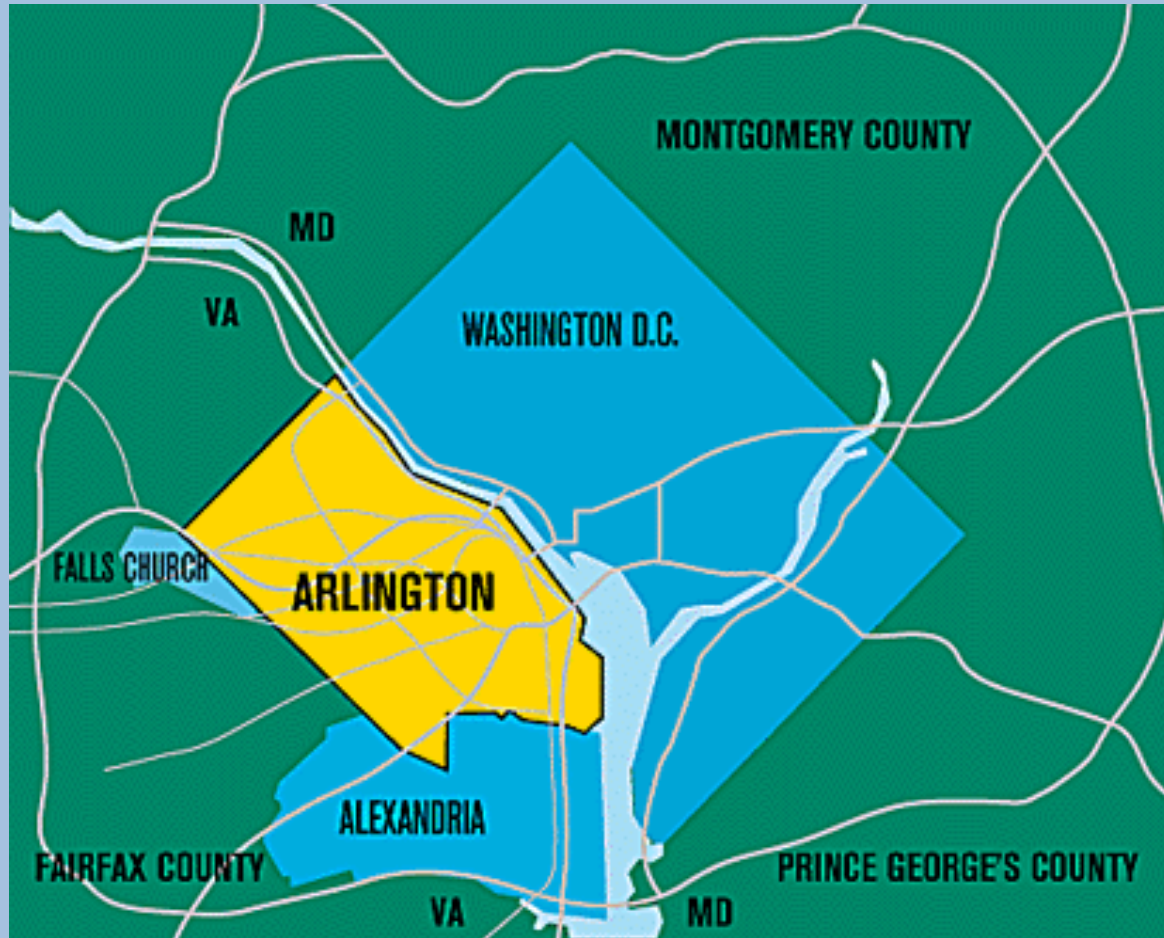 MONTGOMERY COUNTY
MD
VA
WASHINGTON D.C.
FALLS CHURCH
ARLINGTON
ALEXANDRIA
FAIRFAX COUNTY
PRINCE GEORGE'S COUNTY
VA
MD